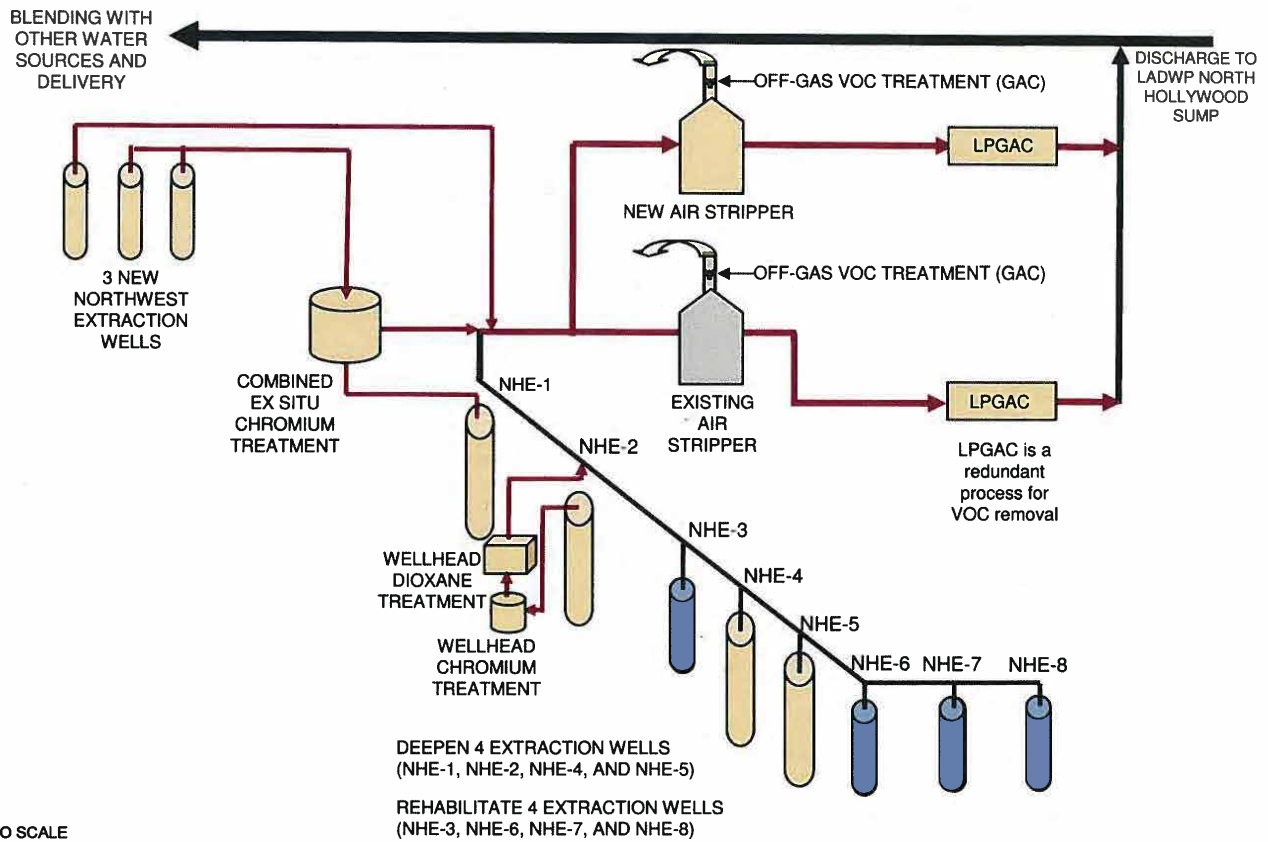 BLENDING WITH
OTHER WATER
SOURCES AND
DELIVERY
DISCHARGE TO
LADWP NORTH
HOLLYWOOD
SUMP
OFF-GAS VOC TREATMENT (GAC)
LPGAC
NEW AIR STRIPPER
3 NEW
NORTHWEST
EXTRACTION
WELLS
OFF-GAS VOC TREATMENT (GAC)
COMBINED
EX SITU
CHROMIUM
TREATMENT
NHE-1
EXISTING
AIR
STRIPPER
LPGAC
LPGAC is a
redundant
process for
VOC removal
NHE-2
NHE-3
WELLHEAD
DIOXANE
TREATMENT
NHE-4
NHE-5
WELLHEAD
CHROMIUM
TREATMENT
NHE-6 NHE-7 NHE-8
DEEPEN 4 EXTRACTION WELLS
(NHE-1, NHE-2, NHE-4, AND NHE-5)
REHABILITATE 4 EXTRACTION WELLS
(NHE-3, NHE-6, NHE-7, AND NHE-8)
O SCALE